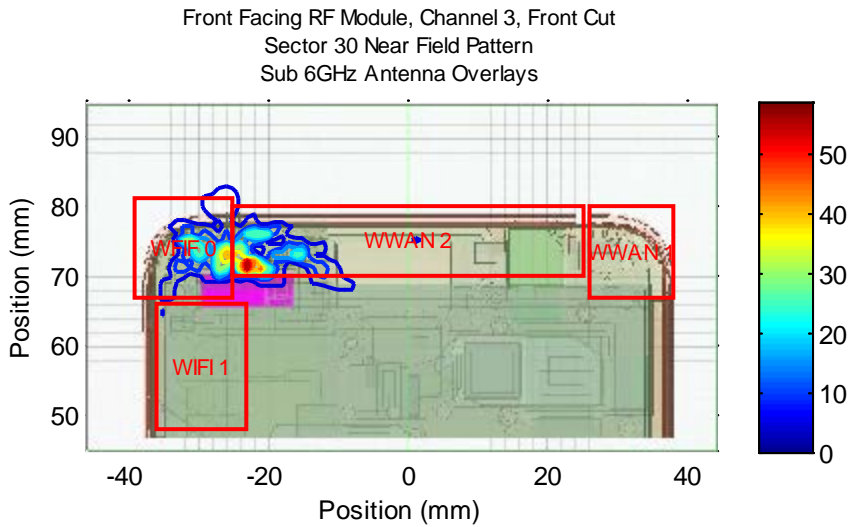 Front Facing RF Module, Channel 3, Front Cut
Sector 30 Near Field Pattern
Sub 6GHz Antenna Overlays
90
80
70
60
50
Position (mm)
WIFI 0
WWAN 2
WWAN 1
WIFI 1
-40
-20
0
20
40
Position (mm)
50
40
30
20
10
0